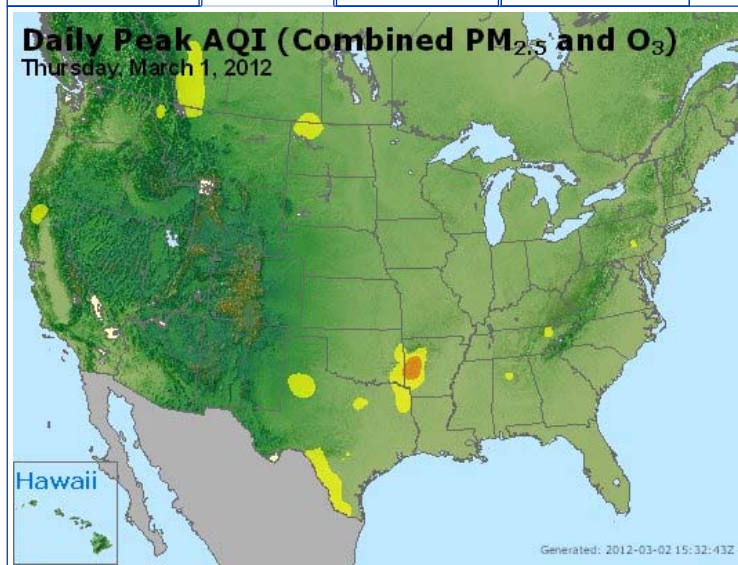 Daily Peak AQI (Combined PM2.5 and O3)
Thursday, March 1, 2012
Hawaii
Generated: 2012-03-02 15:32:43Z